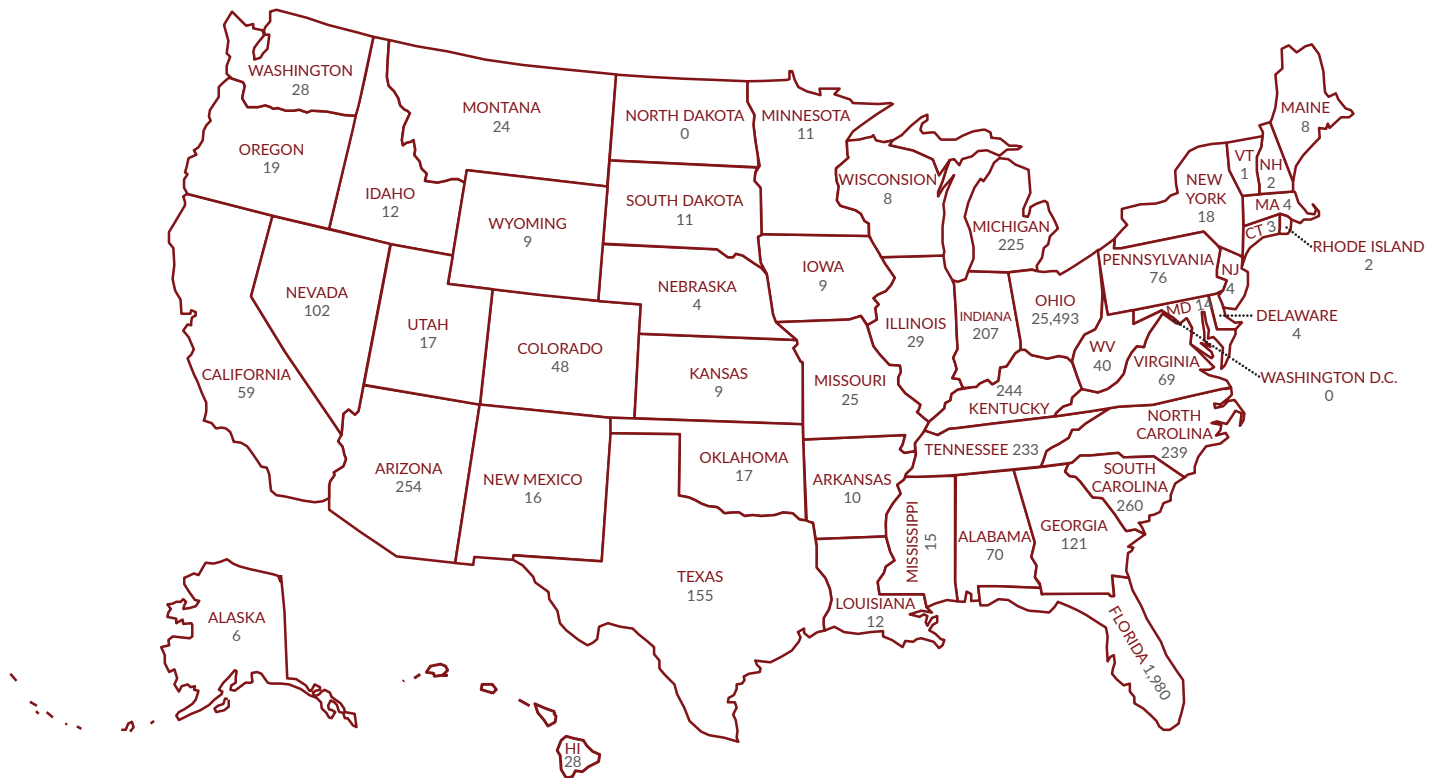 WASHINGTON
28
OREGON
19
CALIFORNIA
59
NEVADA
102
IDAHO
12
MONTANA
24
WYOMING
9
UTAH
17
ARIZONA
254
COLORADO
48
NEW MEXICO
16
NORTH DAKOTA
0
SOUTH DAKOTA
11
NEBRASKA
4
KANSAS
9
OKLAHOMA
17
TEXAS
155
MINNESOTA
11
IOWA
9
MISSOURI
25
ARKANSAS
10
LOUISIANA
12
WISCONSION
8
ILLINOIS
29
MICHIGAN
225
INDIANA
207
OHIO
25,493
244
KENTUCKY
TENNESSEE 233
MISSISSIPPI
15
ALABAMA
70
GEORGIA
121
FLORIDA 1,980
SOUTH
CAROLINA
260
NORTH
CAROLINA
239
VIRGINIA
69
WV
40
MD 14
WASHINGTON D.C.
0
DELAWARE
4
PENNSYLVANIA
76
NJ
4
NEW
YORK
18
CT 3
RHODE ISLAND
2
MA 4
VT
1
NH
2
MAINE
8
ALASKA
6
HI
28